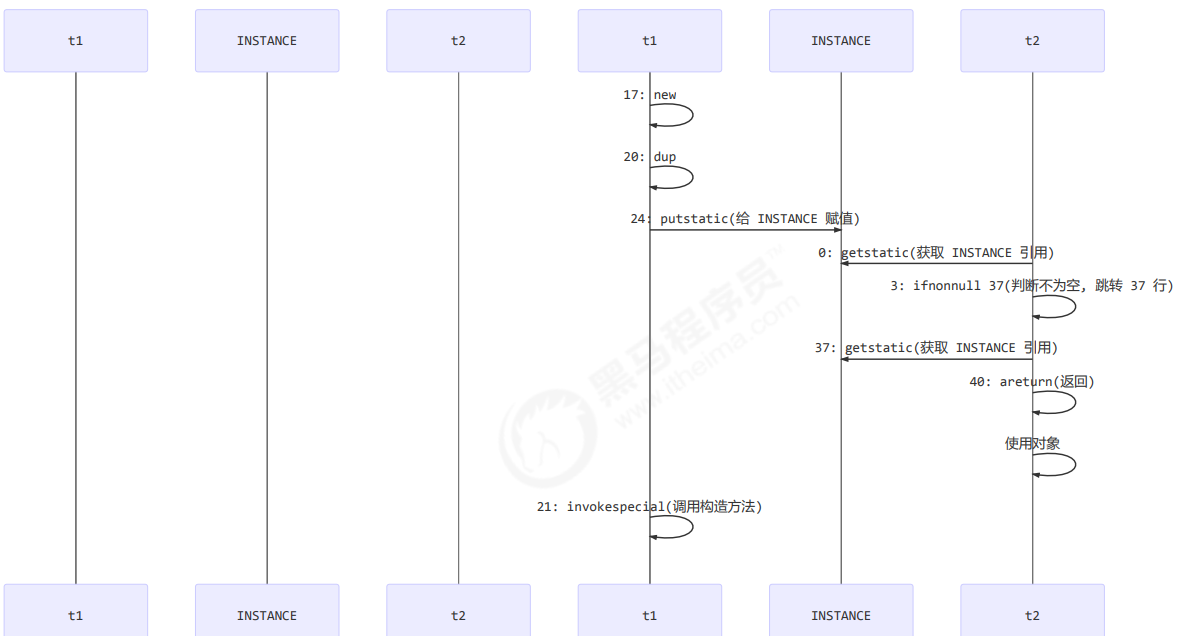 t1 INSTANCE t2 t1 INSTANCE t2
17: new
20: dup
24: putstatic(给 INSTANCE 赋值)
0: getstatic(获取 INSTANCE 引用)
3: ifnonnull 37(判断不为空, 跳转 37 行)
37: getstatic(获取 INSTANCE 引用)
40: areturn(返回)
使用对象
21: invokespecial(调用构造方法)
t1 INSTANCE t2 t1 INSTANCE t2
黑马程序员™
www.itheima.com